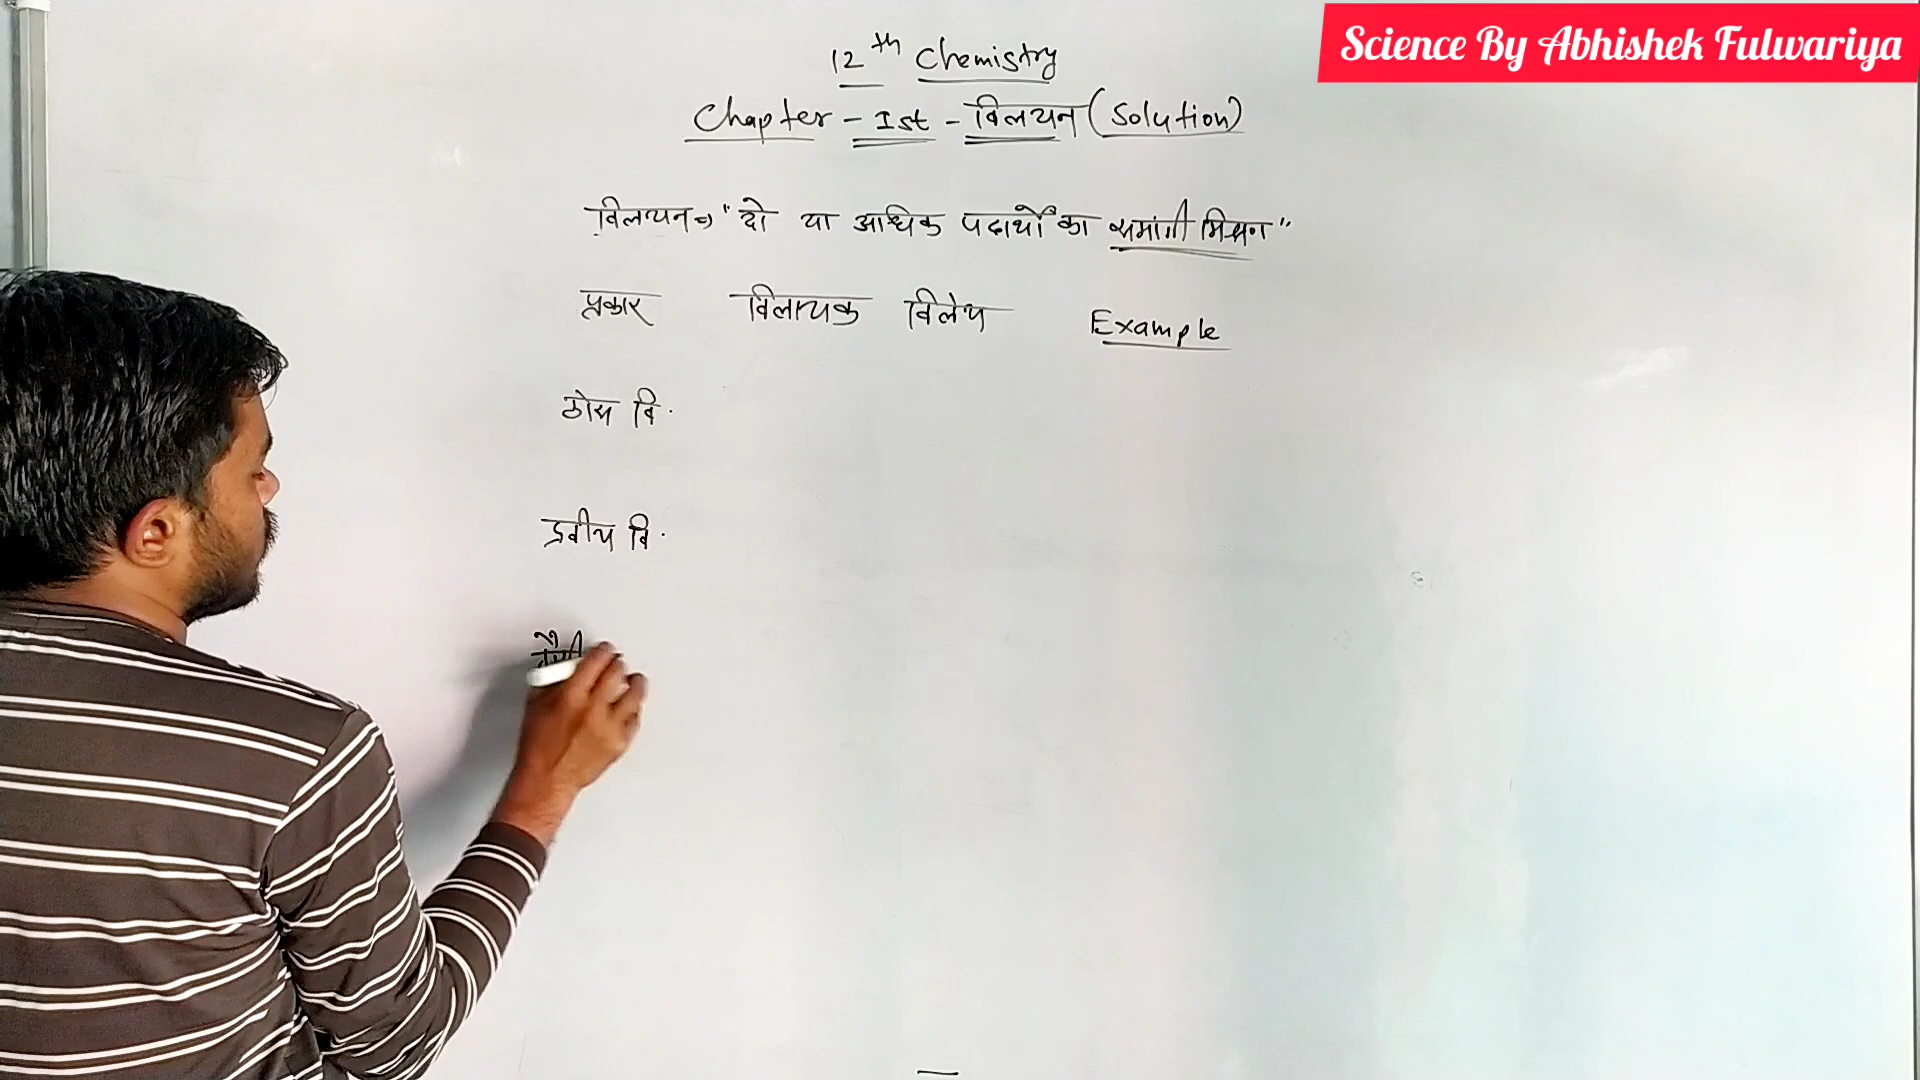 Science By Abhishek Fulwariya
12th Chemistry
Chapter - Ist - विलयन (Solution)
विलयन ⇒ "दो या अधिक पदार्थों का समांगी मिश्रण"
प्रकार विलायक विलेय Example
ठोस वि.
द्रवीय वि.